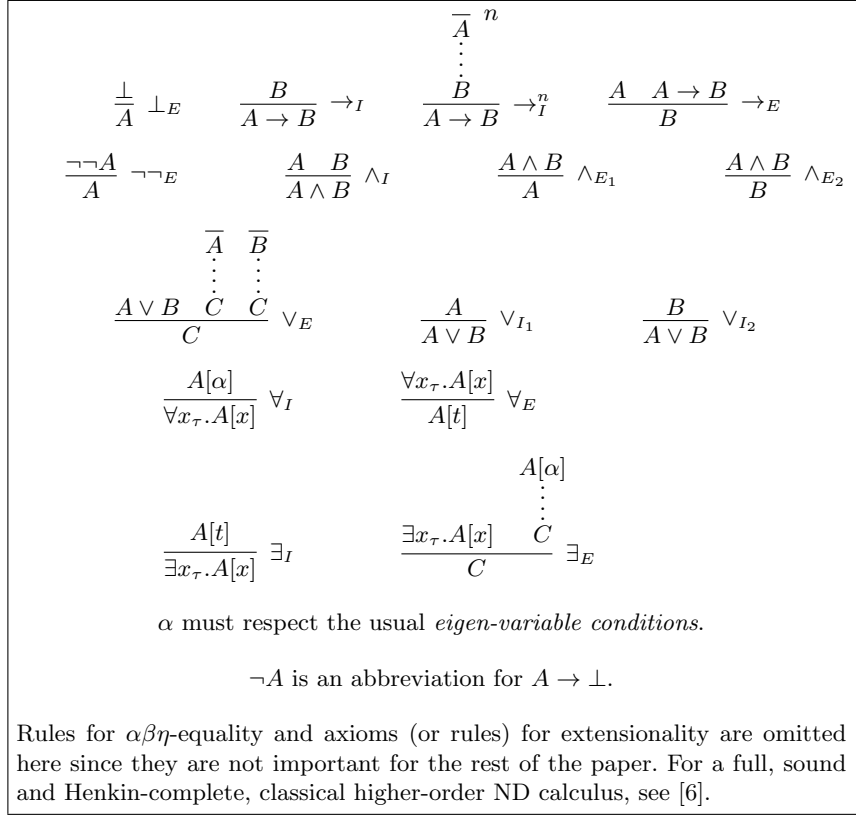 A n
⊥ B B A A → B
A ⊥E A → B →I A → B →ⁿI B →E
¬¬A A B A ∧ B A ∧ B
A ¬¬E A ∧ B ∧I A ∧E1 B ∧E2
A B
A ∨ B C C A B
C ∨E A ∨ B ∨I1 A ∨ B ∨I2
A[α] ∀xτ.A[x]
∀xτ.A[x] ∀I A[t] ∀E
A[α]
A[t] ∃xτ.A[x] C
∃xτ.A[x] ∃I C ∃E
α must respect the usual eigen-variable conditions.
¬A is an abbreviation for A → ⊥.
Rules for αβη-equality and axioms (or rules) for extensionality are omitted
here since they are not important for the rest of the paper. For a full, sound
and Henkin-complete, classical higher-order ND calculus, see [6].